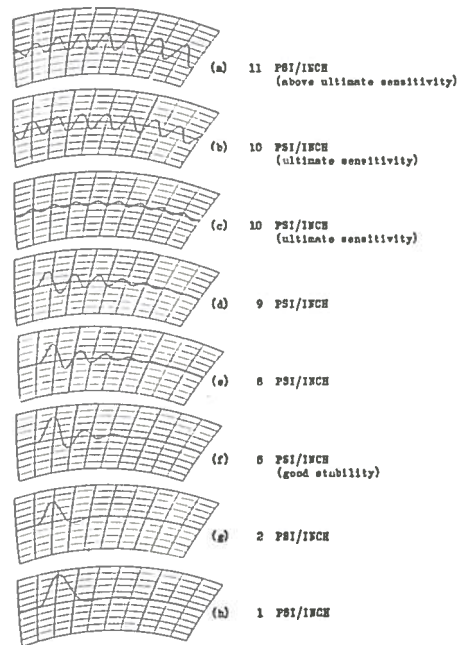 (a) 11 PSI/INCH
(above ultimate sensitivity)
(b) 10 PSI/INCH
(ultimate sensitivity)
(c) 10 PSI/INCH
(ultimate sensitivity)
(d) 9 PSI/INCH
(e) 8 PSI/INCH
(f) 6 PSI/INCH
(good stability)
(g) 2 PSI/INCH
(h) 1 PSI/INCH